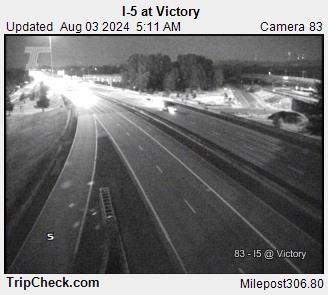 I-5 at Victory
Updated Aug 03 2024 5:11 AM Camera 83
T
S
83 - I5 @ Victory
TripCheck.com Milepost306.80